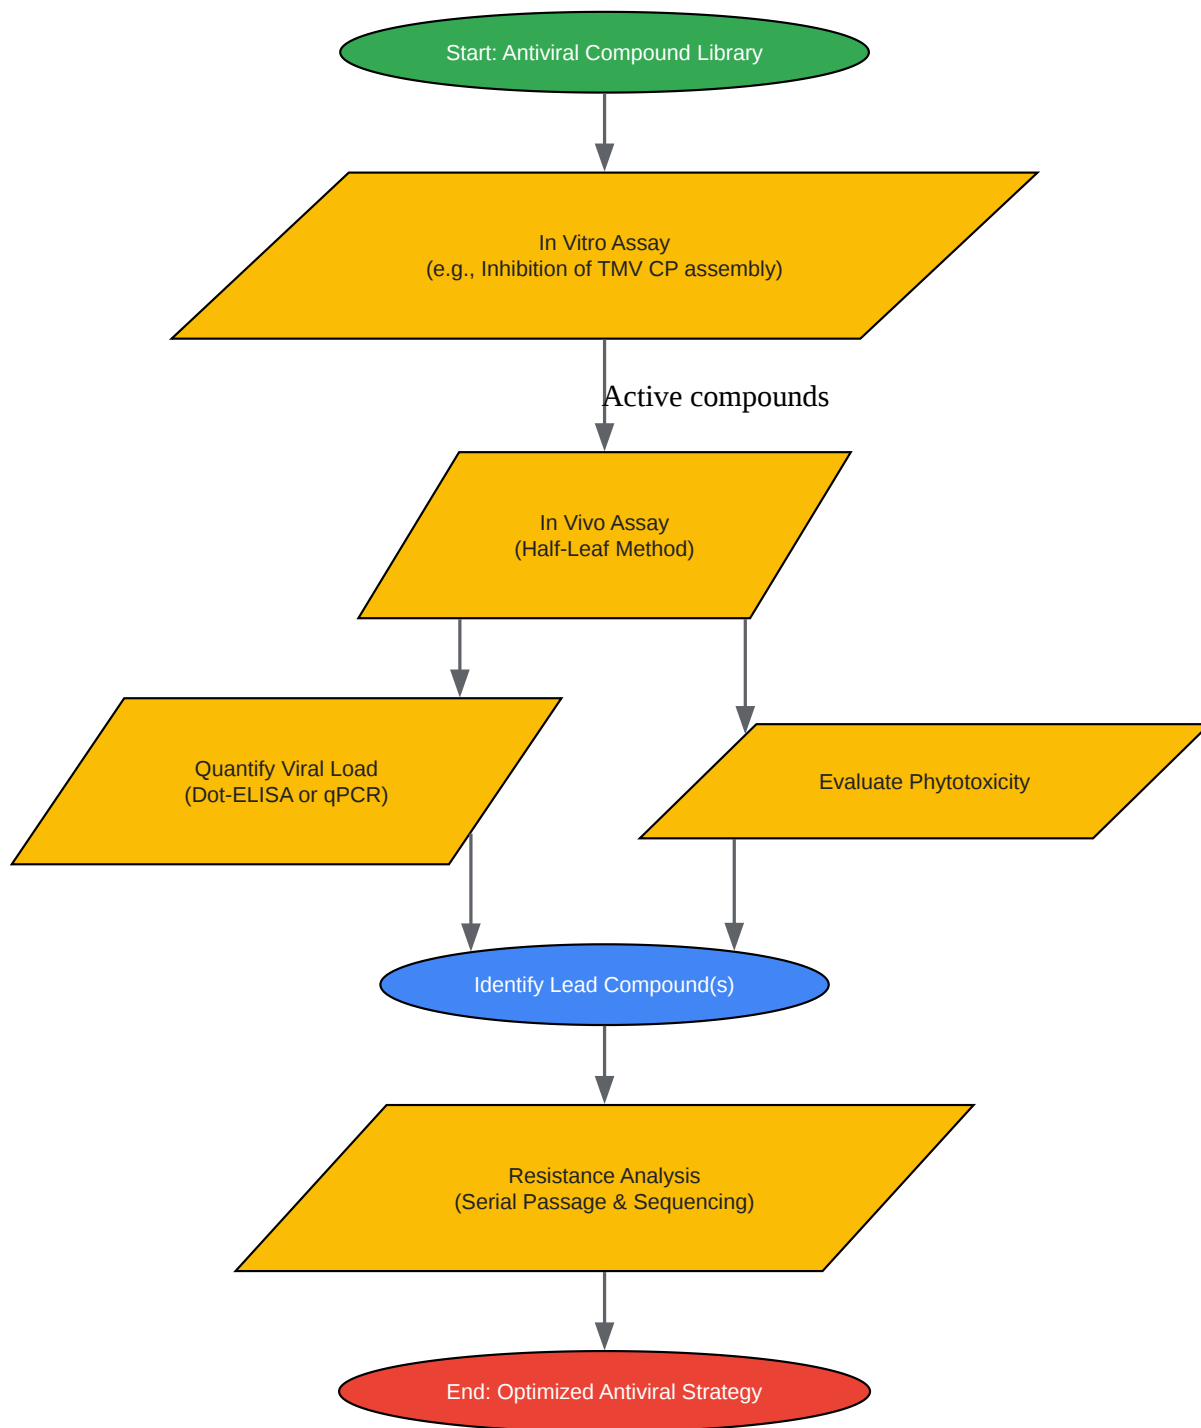 Start: Antiviral Compound Library
In Vitro Assay
(e.g., Inhibition of TMV CP assembly)
Active compounds
In Vivo Assay
(Half-Leaf Method)
Quantify Viral Load
(Dot-ELISA or qPCR)
Evaluate Phytotoxicity
Identify Lead Compound(s)
Resistance Analysis
(Serial Passage & Sequencing)
End: Optimized Antiviral Strategy